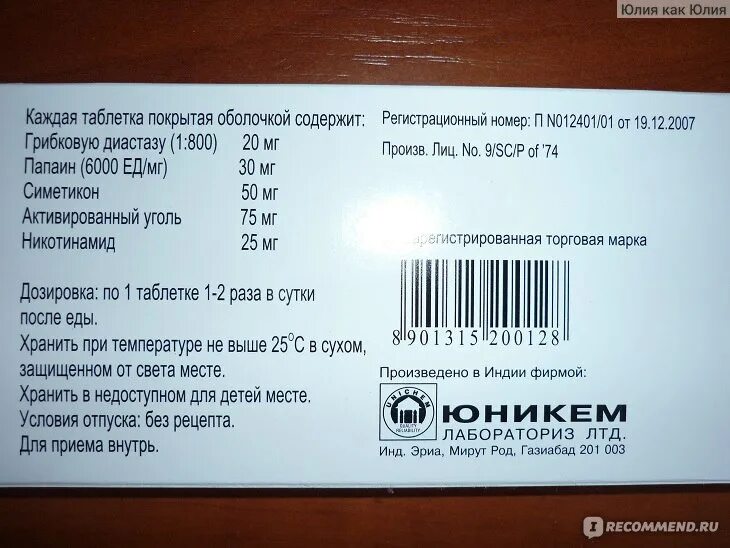 Юлия как Юлия
Каждая таблетка покрытая оболочкой содержит:
Грибковую диастазу (1:800) 20 мг
Папаин (6000 ЕД/мг) 30 мг
Симетикон 50 мг
Активированный уголь 75 мг
Никотинамид 25 мг
Дозировка: по 1 таблетке 1-2 раза в сутки
после еды.
Хранить при температуре не выше 25°С в сухом,
защищенном от света месте.
Хранить в недоступном для детей месте.
Условия отпуска: без рецепта.
Для приема внутрь.
Регистрационный номер: П N012401/01 от 19.12.2007
Произв. Лиц. No. 9/SC/P of '74
торговая марка
8 901315 200128
Произведено в Индии фирмой:
UNICHEM
QUALITY
RELIABILITY
ЮНИКЕМ
ЛАБОРАТОРИЗ ЛТД.
Инд. Эриа, Мирут Род, Газиабад 201 003
IRECOMMEND.RU